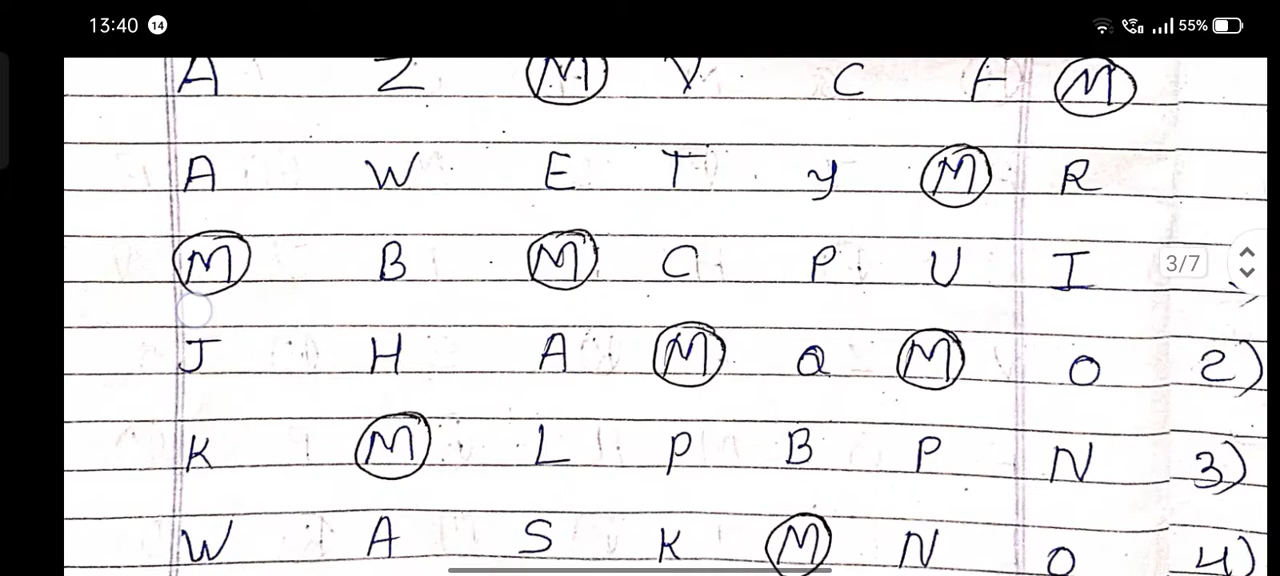 13:40 14 55%
A Z M Y C F M
A W E T y M R
M B M C P U I
3/7
J H A M Q M O 2)
K M L P B P N 3)
W A S K M N O 4)